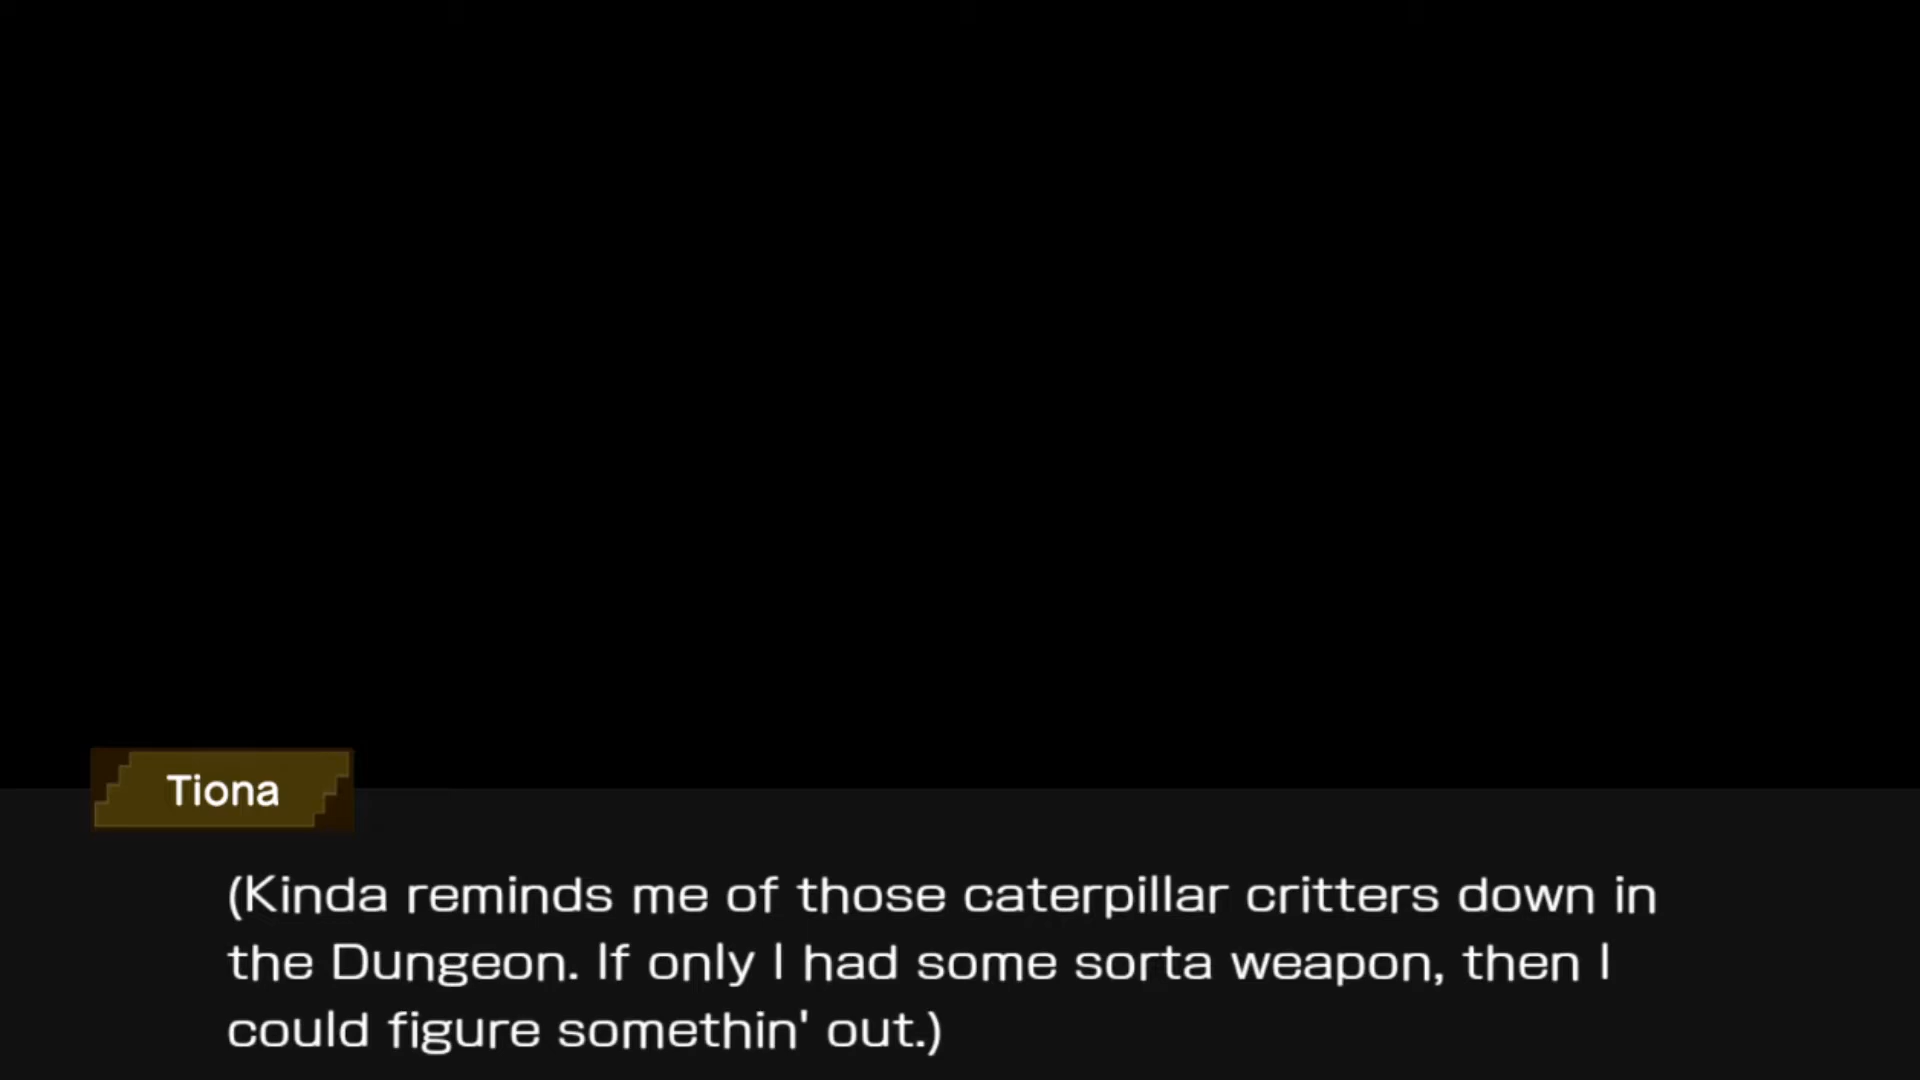 Tiona
(Kinda reminds me of those caterpillar critters down in
the Dungeon. If only I had some sorta weapon, then I
could figure somethin' out.)